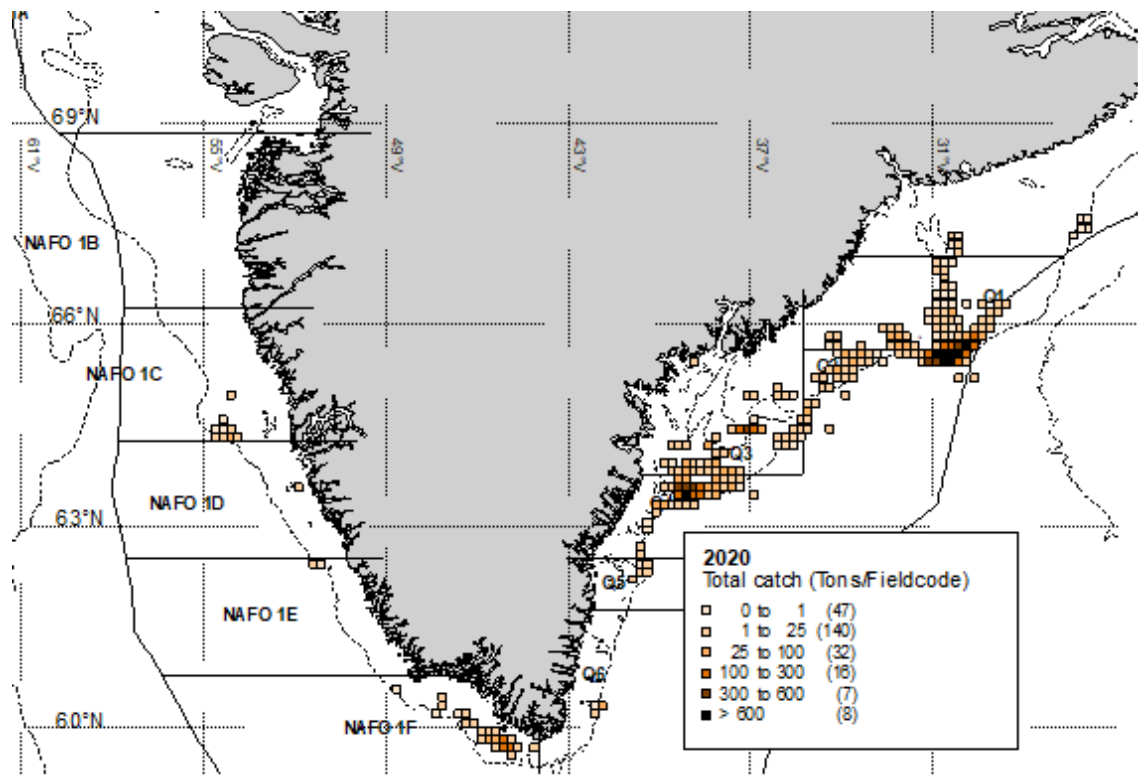 69°N
61°V
55°V
49°V
43°V
37°V
31°V
NAFO 1B
Q1
66°N
NAFO 1C
Q3
NAFO 1D
63°N
2020
Total catch (Tons/Fieldcode)
0 to 1 (47)
1 to 25 (140)
25 to 100 (32)
100 to 300 (16)
300 to 600 (7)
> 600 (8)
Q5
NAFO 1E
Q6
60°N
NAFO 1F